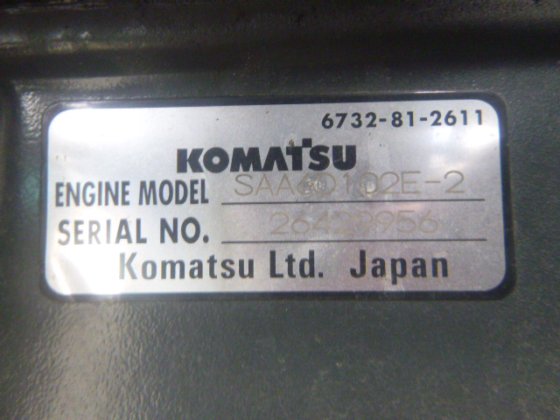 6732-81-2611
KOMATSU
ENGINE MODEL SAA6D102E-2
SERIAL NO.
Komatsu Ltd. Japan